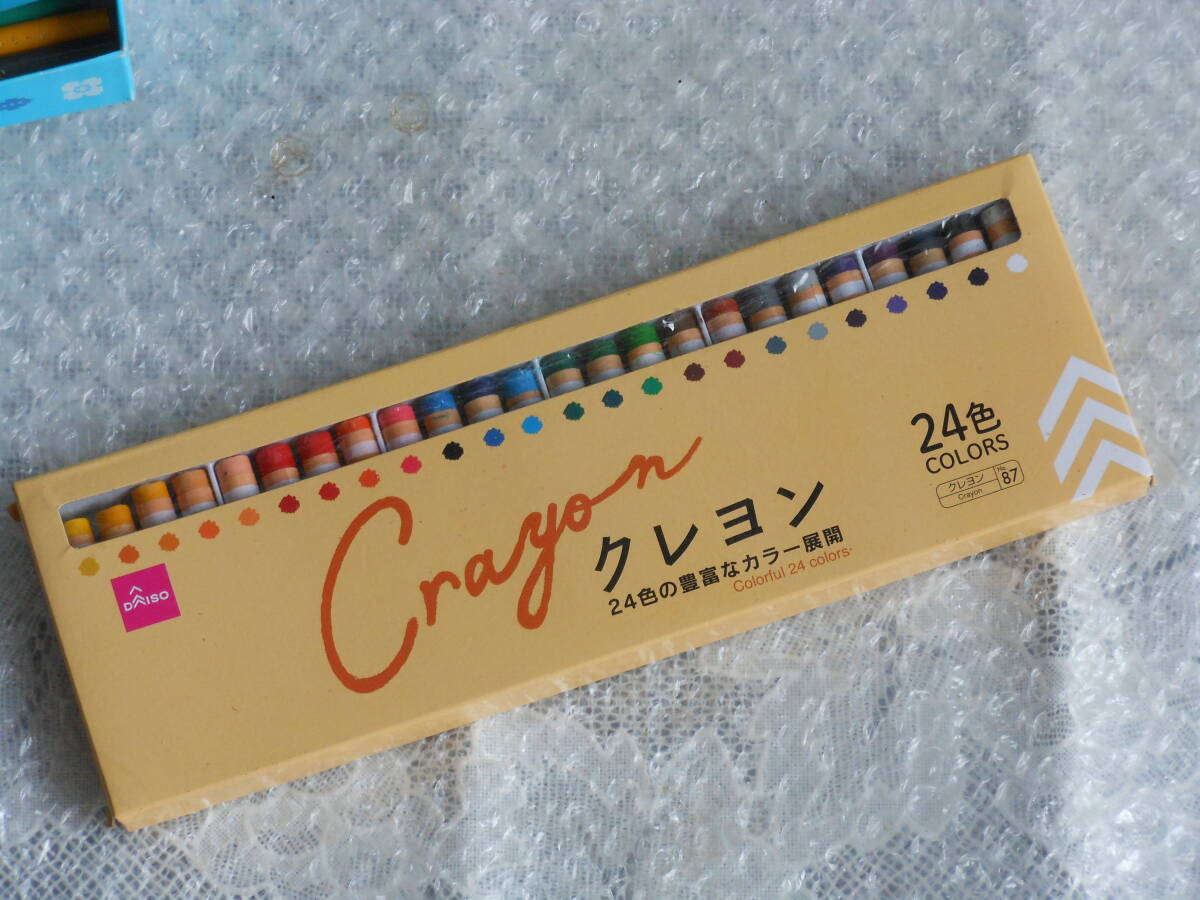 DAISO
Crayon
クレヨン
24色の豊富なカラー展開
Colorful 24 colors.
24色
COLORS
クレヨン
Crayon
No.
87